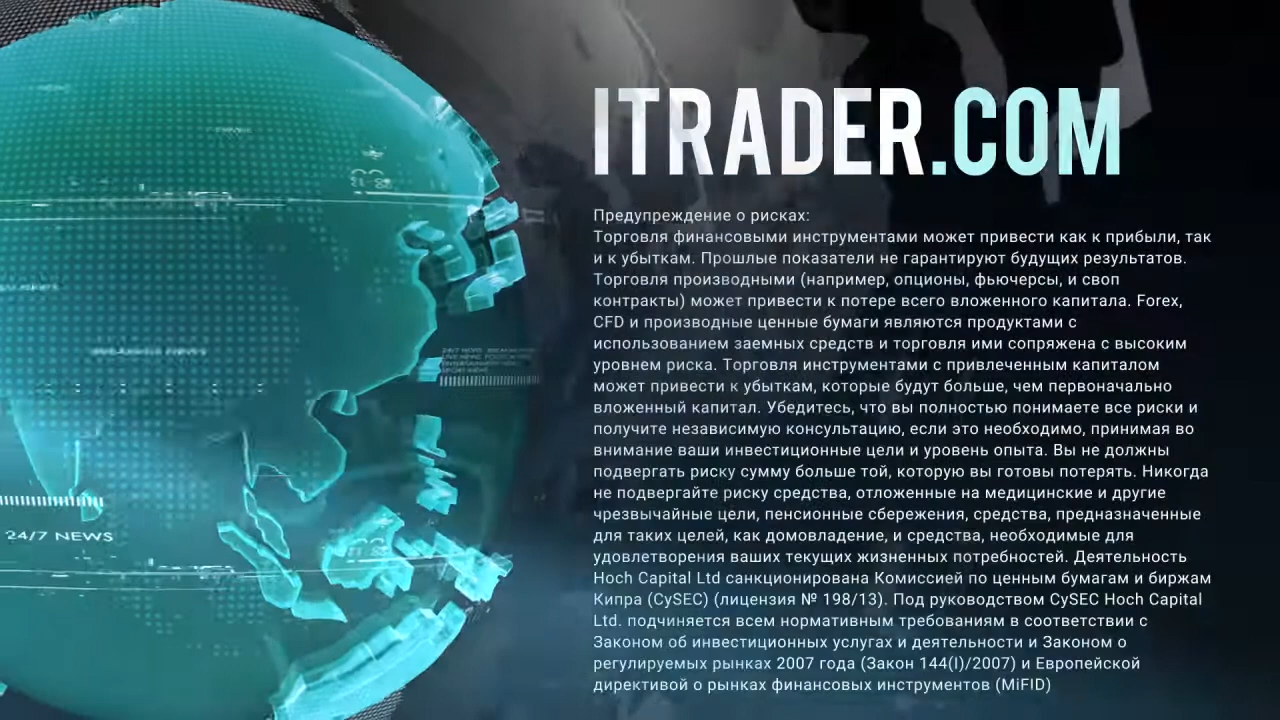 ITRADER.COM
Предупреждение о рисках:
Торговля финансовыми инструментами может привести как к прибыли, так
и к убыткам. Прошлые показатели не гарантируют будущих результатов.
Торговля производными (например, опционы, фьючерсы, и своп
контракты) может привести к потере всего вложенного капитала. Forex,
CFD и производные ценные бумаги являются продуктами с
использованием заемных средств и торговля ими сопряжена с высоким
уровнем риска. Торговля инструментами с привлеченным капиталом
может привести к убыткам, которые будут больше, чем первоначально
вложенный капитал. Убедитесь, что вы полностью понимаете все риски и
получите независимую консультацию, если это необходимо, принимая во
внимание ваши инвестиционные цели и уровень опыта. Вы не должны
подвергать риску сумму больше той, которую вы готовы потерять. Никогда
не подвергайте риску средства, отложенные на медицинские и другие
чрезвычайные цели, пенсионные сбережения, средства, предназначенные
для таких целей, как домовладение, и средства, необходимые для
удовлетворения ваших текущих жизненных потребностей. Деятельность
Hoch Capital Ltd санкционирована Комиссией по ценным бумагам и биржам
Кипра (CySEC) (лицензия № 198/13). Под руководством CySEC Hoch Capital
Ltd. подчиняется всем нормативным требованиям в соответствии с
Законом об инвестиционных услугах и деятельности и Законом о
регулируемых рынках 2007 года (Закон 144(I)/2007) и Европейской
директивой о рынках финансовых инструментов (MiFID)
24/7 NEWS